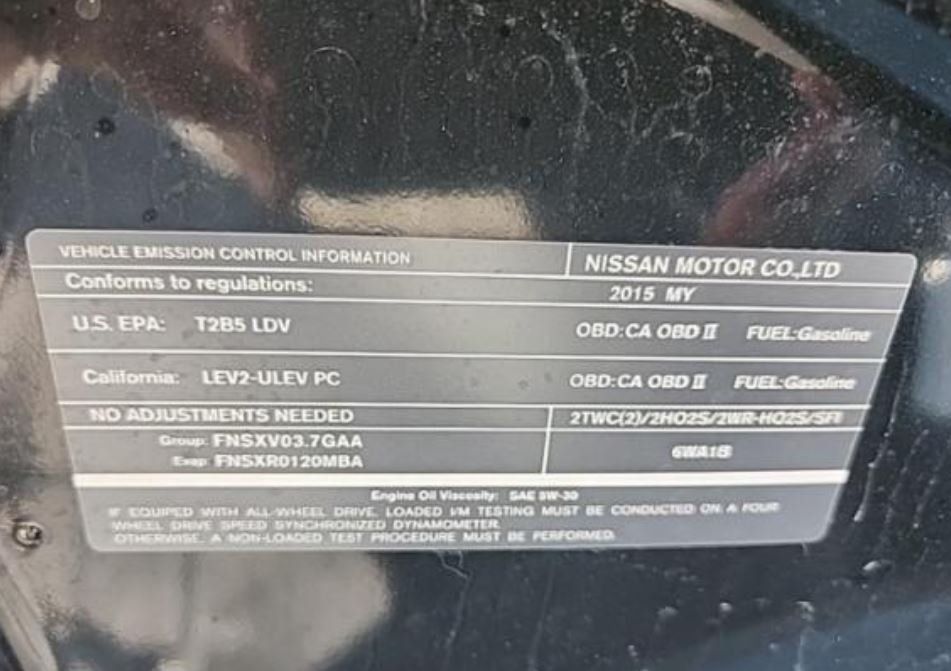 VEHICLE EMISSION CONTROL INFORMATION
NISSAN MOTOR CO.,LTD
Conforms to regulations:
2015 MY
U.S. EPA: T2B5 LDV OBD:CA OBD II FUEL:Gasoline
California: LEV2-ULEV PC OBD:CA OBD II FUEL:Gasoline
NO ADJUSTMENTS NEEDED
2TWC(2)/2HO2S/2WR-HO2S/SFI
Group: FNSXV03.7GAA
Evap: FNSXR0120MBA
6WA1B
Engine Oil Viscosity: SAE 5W-30
IF EQUIPED WITH ALL-WHEEL DRIVE, LOADED I/M TESTING MUST BE CONDUCTED ON A FOUR
WHEEL DRIVE SPEED SYNCHRONIZED DYNAMOMETER.
OTHERWISE, A NON-LOADED TEST PROCEDURE MUST BE PERFORMED.